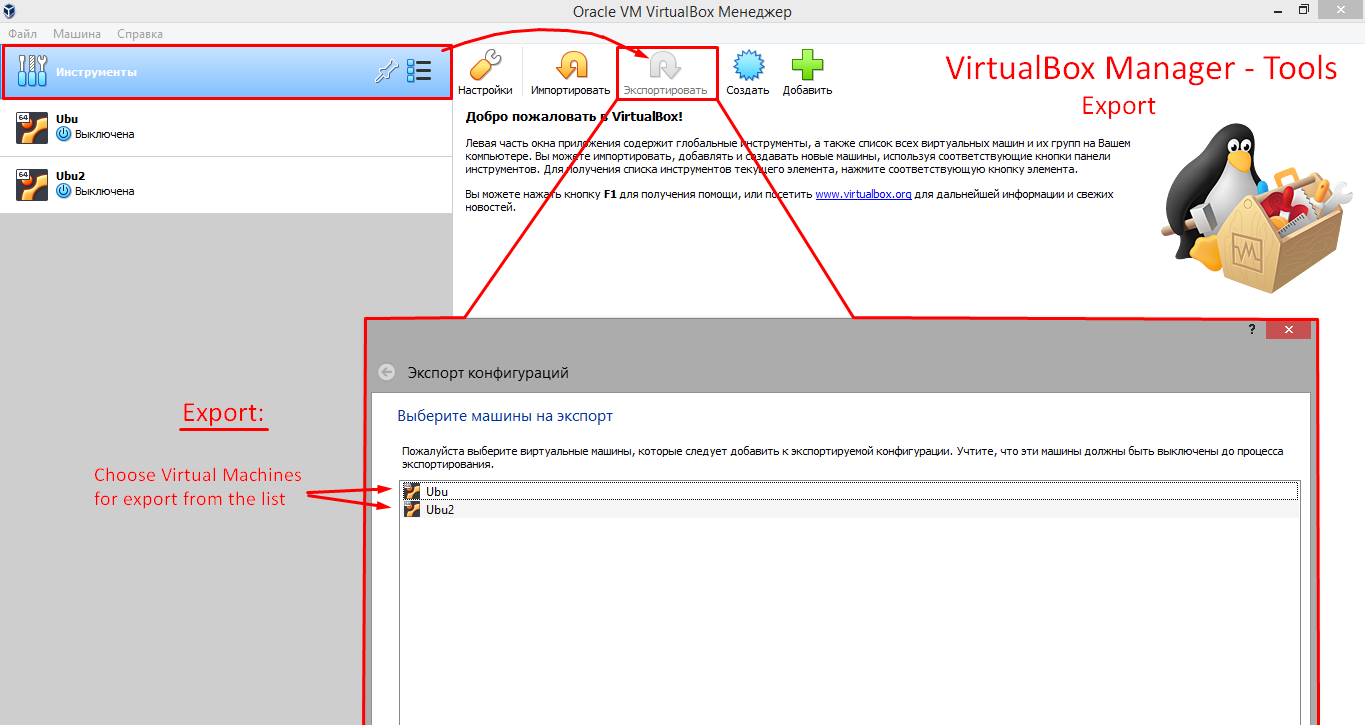 Oracle VM VirtualBox Менеджер
Файл Машина Справка
Инструменты
Настройки Импортировать Экспортировать Создать Добавить
VirtualBox Manager - Tools
Export
64
Ubu
Выключена
64
Ubu2
Выключена
Добро пожаловать в VirtualBox!
Левая часть окна приложения содержит глобальные инструменты, а также список всех виртуальных машин и их групп на Вашем
компьютере. Вы можете импортировать, добавлять и создавать новые машины, используя соответствующие кнопки панели
инструментов. Для получения списка инструментов текущего элемента, нажмите соответствующую кнопку элемента.
Вы можете нажать кнопку F1 для получения помощи, или посетить www.virtualbox.org для дальнейшей информации и свежих
новостей.
?
Экспорт конфигураций
Выберите машины на экспорт
Пожалуйста выберите виртуальные машины, которые следует добавить к экспортируемой конфигурации. Учтите, что эти машины должны быть выключены до процесса
экспортирования.
Ubu
Ubu2
Export:
Choose Virtual Machines
for export from the list